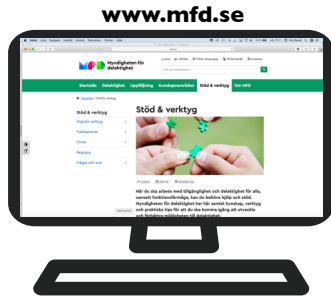 www.mfd.se
Myndigheten för
delaktighet
Startsida Delaktighet Uppföljning Kunskapsområden Stöd & verktyg Om MFD
Stöd & verktyg
Stöd & verktyg
Digitala verktyg
Publikationer
Filmer
Begrepp
Frågor och svar
När du ska arbeta med tillgänglighet och delaktighet för alla,
oavsett funktionsförmåga, kan du behöva hjälp och stöd.
Myndigheten för delaktighet har här samlat kunskap, verktyg
och praktiska tips för att du ska komma igång att utveckla
och förbättra möjligheten till delaktighet.